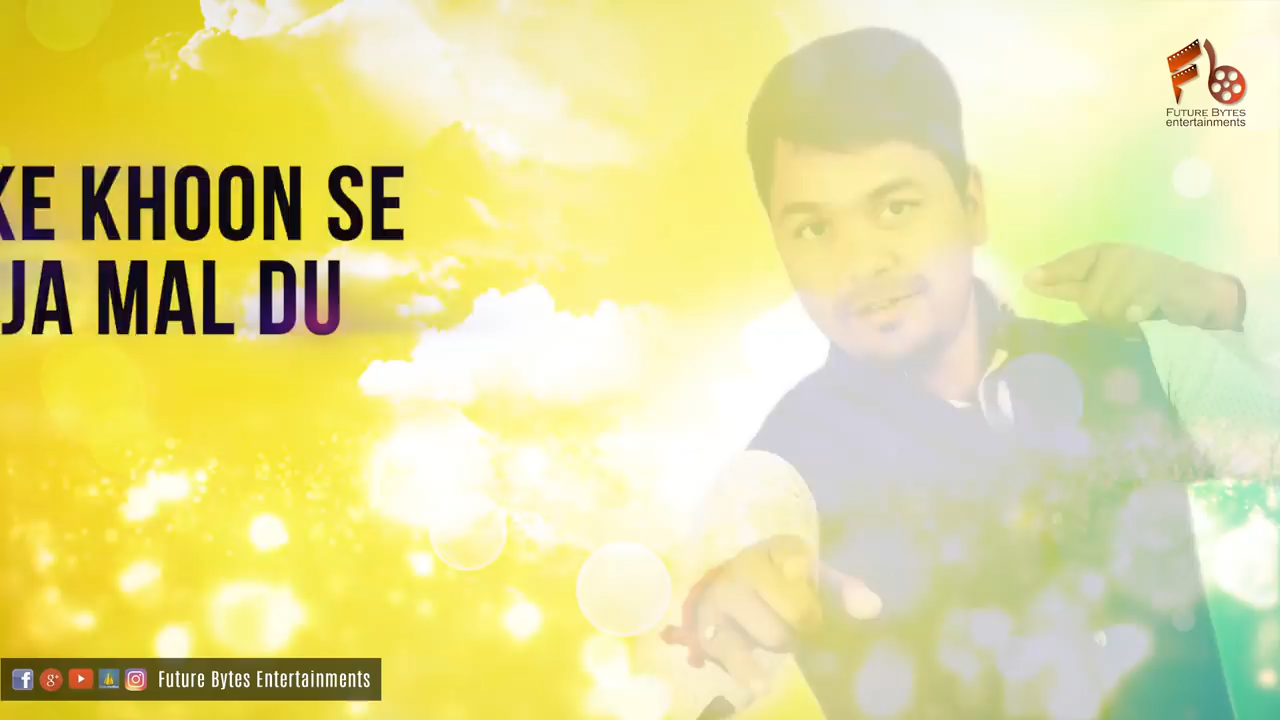 KE KHOON SE
JA MAL DU
FUTURE BYTES
entertainments
Future Bytes Entertainments